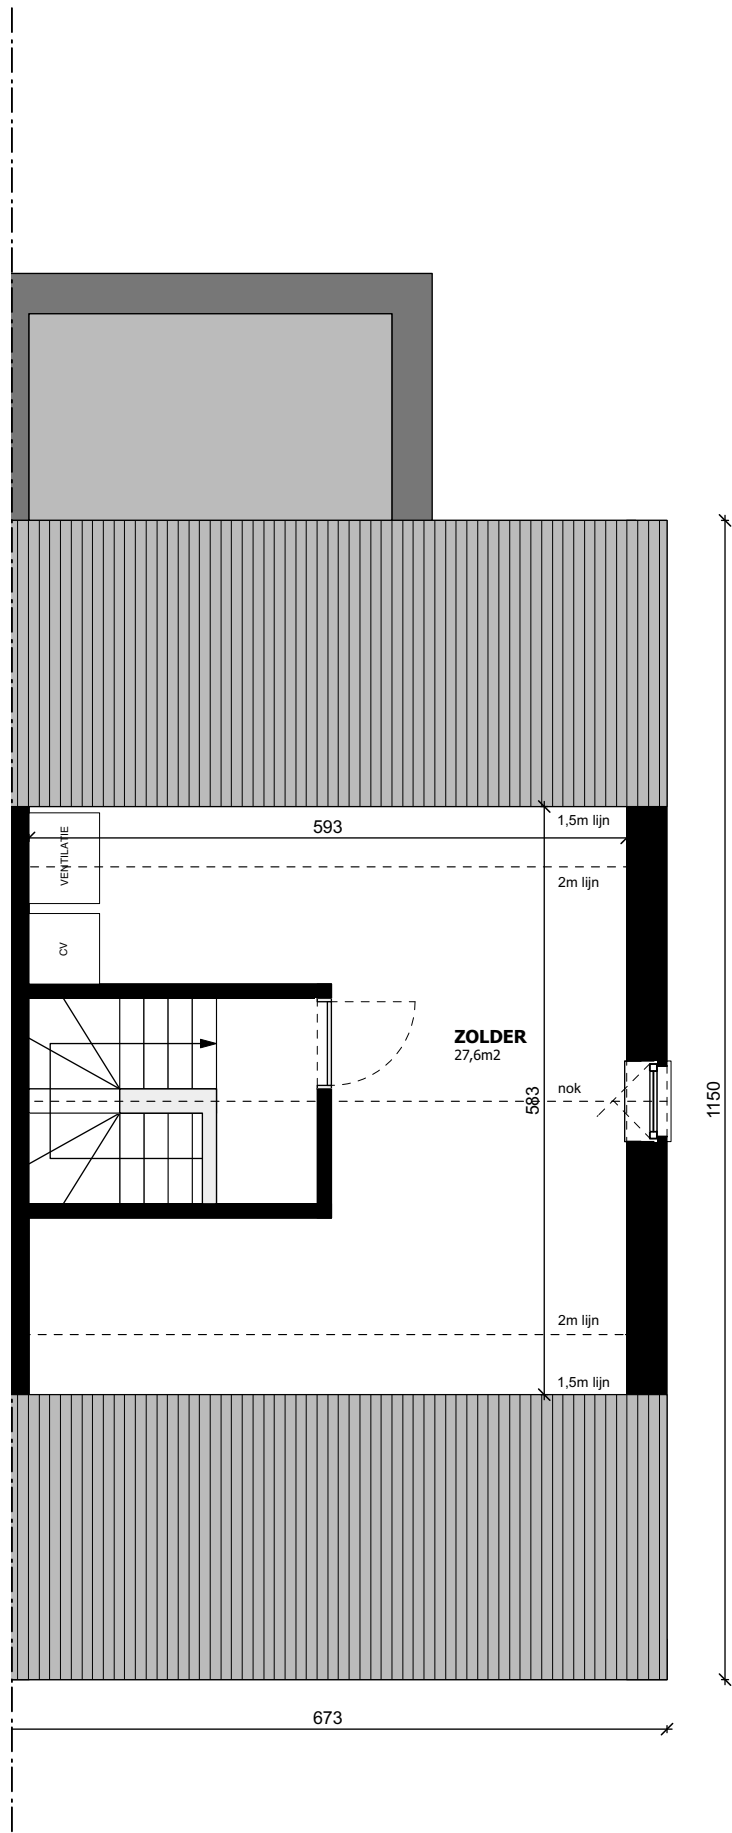 1,5m lijn
593
VENTILATIE
2m lijn
CV
ZOLDER
27,6m2
nok
583
1150
2m lijn
1,5m lijn
673